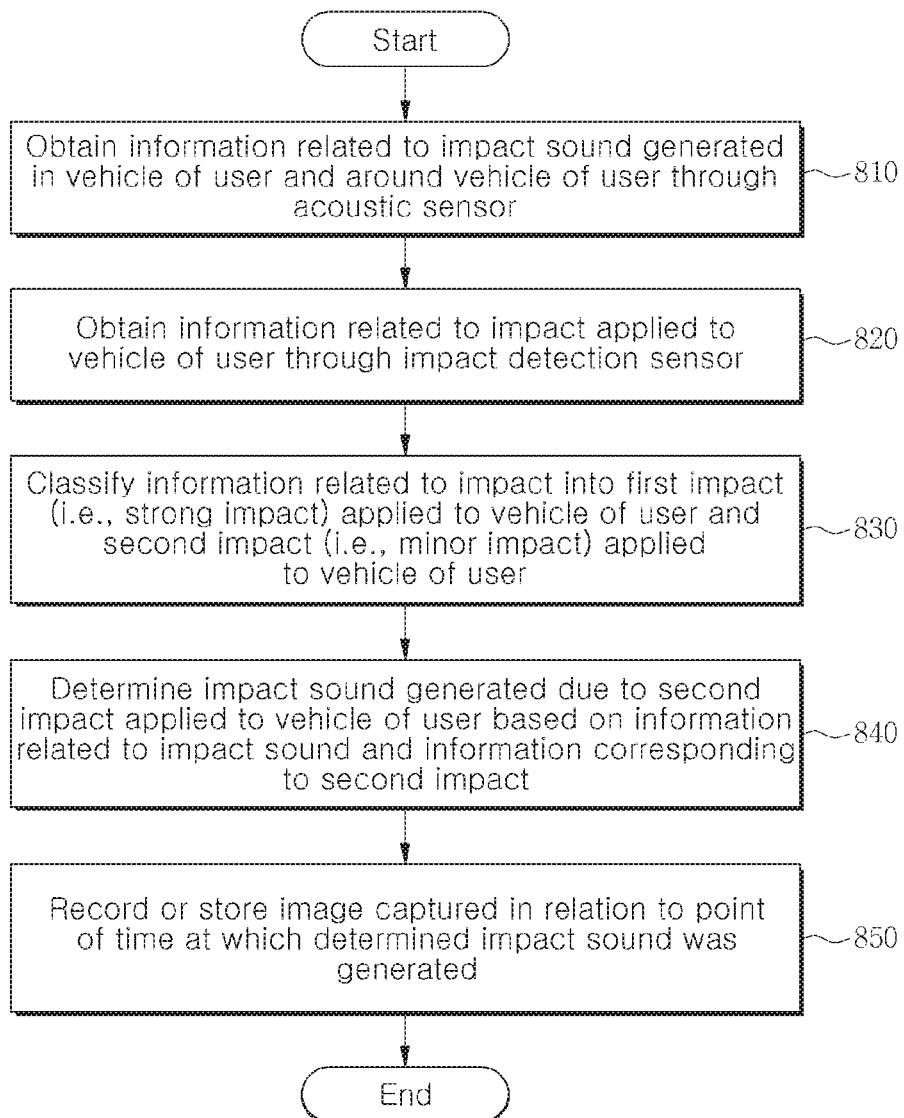 Start
Obtain information related to impact sound generated
in vehicle of user and around vehicle of user through
acoustic sensor
810
Obtain information related to impact applied to
vehicle of user through impact detection sensor
820
Classify information related to impact into first impact
(i.e., strong impact) applied to vehicle of user and
second impact (i.e., minor impact) applied
to vehicle of user
830
Determine impact sound generated due to second
impact applied to vehicle of user based on information
related to impact sound and information corresponding
to second impact
840
Record or store image captured in relation to point
of time at which determined impact sound was
generated
850
End